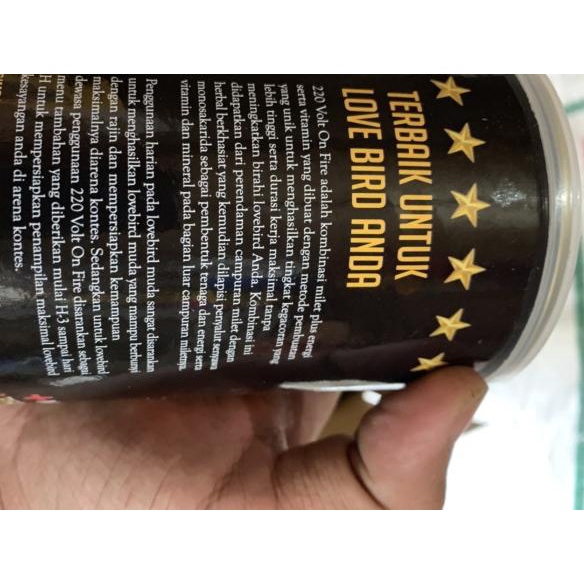 TERBAIK UNTUK
LOVE BIRD ANDA
220 Volt On Fire adalah kombinasi milet plus energi
serta vitamin yang dibuat dengan metode pembuatan
yang unik untuk menghasilkan tingkat kegacoran yang
lebih tinggi serta durasi kerja maksimal tanpa
meningkatkan birahi lovebird Anda. Kombinasi ini
didapatkan dari perendaman campuran milet dengan
herbal berkhasiat yang kemudian dilapisi penyalut
monosakarida sebagai pembentuk tenaga dan energi serta
vitamin dan mineral pada bagian luar campuran miletnya.
Penggunaan harian pada lovebird muda sangat disarankan
untuk menghasilkan lovebird muda yang mampu
dengan rajin dan mempersiapkan kemampuan
maksimalnya diarena kontes. Sedangkan untuk lovebird
dewasa penggunaan 220 Volt On Fire disarankan sebagai
menu tambahan yang diberikan mulai H-3 sampai hari
H untuk mempersiapkan penampilan maksimal lovebird
kesayangan anda di arena kontes.